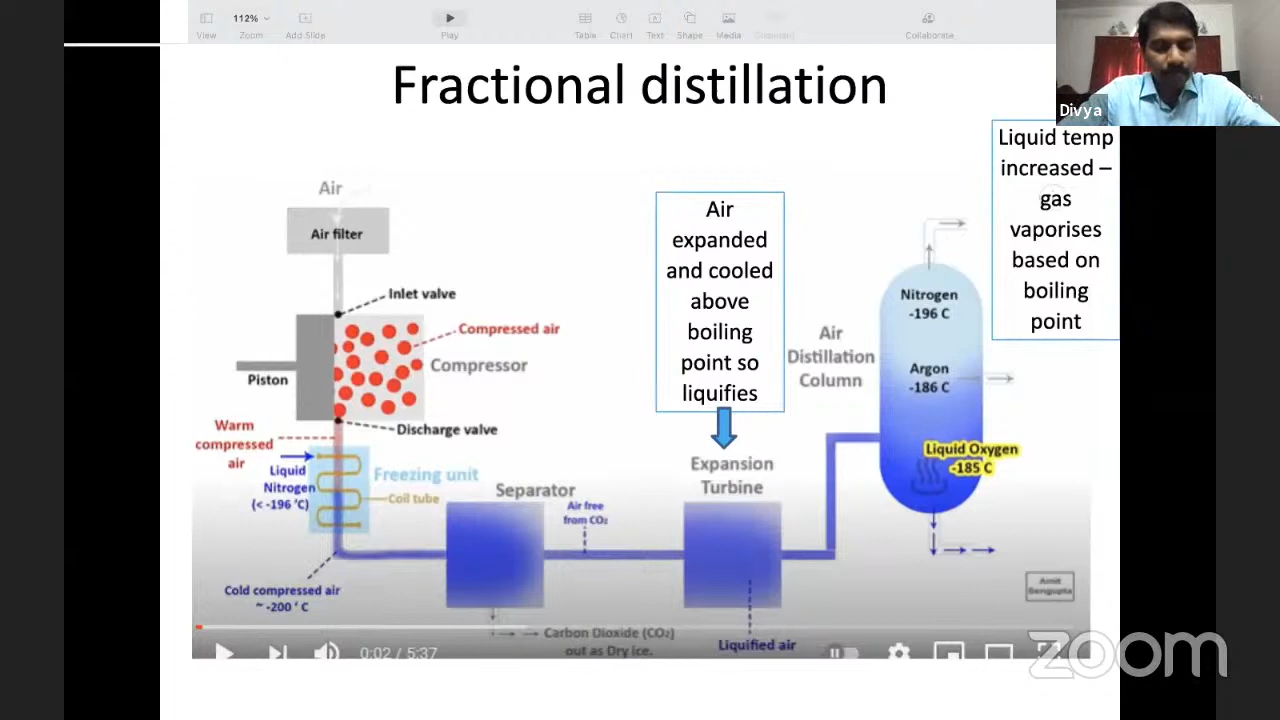 112%
View
Zoom
Add Slide
Play
Table
Chart
Text
Shape
Media
Comment
Collaborate
Divya
Fractional distillation
Liquid temp
increased –
gas
vaporises
based on
boiling
point
Air
Air filter
Inlet valve
Compressed air
Compressor
Piston
Discharge valve
Warm
compressed
air
Liquid
Nitrogen
(< -196 °C)
Freezing unit
Coil tube
Cold compressed air
~ -200 ° C
Separator
Air free
from CO₂
Carbon Dioxide (CO₂)
out as Dry ice.
Air
expanded
and cooled
above
boiling
point so
liquifies
Expansion
Turbine
Liquified air
Air
Distillation
Column
Nitrogen
-196 C
Argon
-186 C
Liquid Oxygen
-185 C
Amit
Sengupta
0:02 / 5:37
zoom